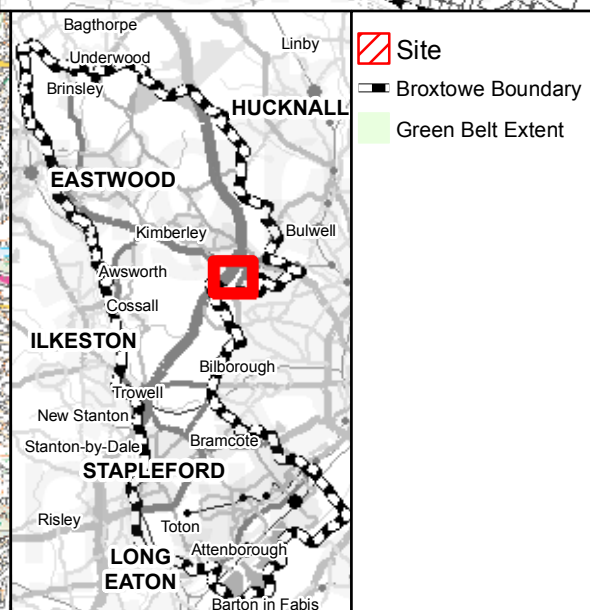 Bagthorpe
Linby
Underwood
Brinsley
HUCKNALL
EASTWOOD
Kimberley
Bulwell
Awsworth
Cossall
ILKESTON
Bilborough
Trowell
New Stanton
Bramcote
Stanton-by-Dale
STAPLEFORD
Risley
Toton
Attenborough
LONG
EATON
Barton in Fabis
Site
Broxtowe Boundary
Green Belt Extent